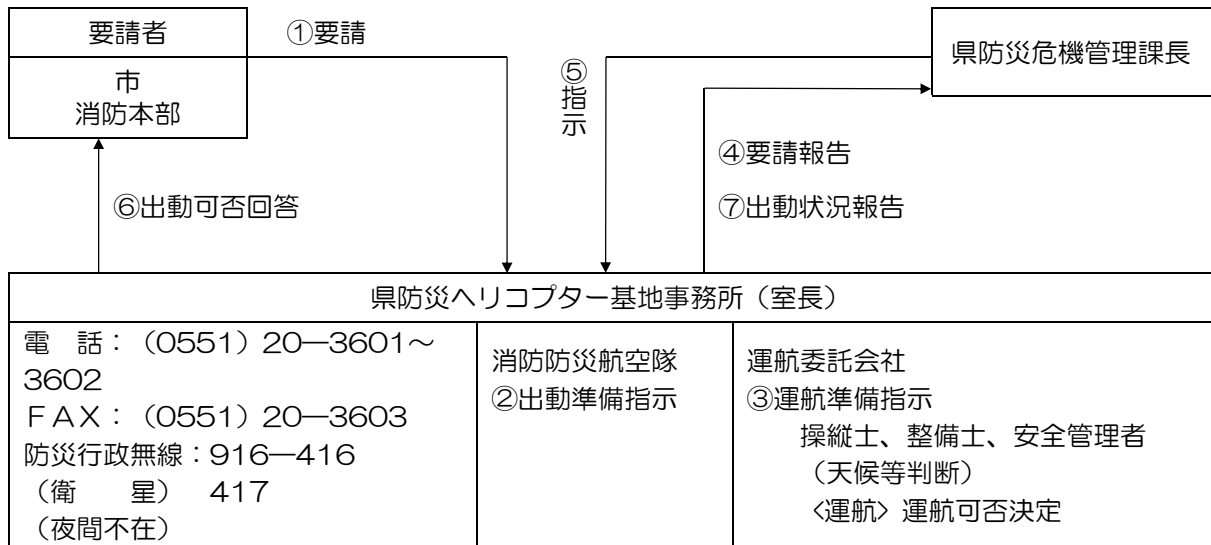 要請者
市
消防本部
①要請
⑤指示
県防災危機管理課長
④要請報告
⑦出動状況報告
⑥出動可否回答
県防災ヘリコプター基地事務所（室長）
電　話：（0551）20―3601～
3602
ＦＡＸ：（0551）20―3603
防災行政無線：916―416
（衛　　星）　417
（夜間不在）
消防防災航空隊
②出動準備指示
運航委託会社
③運航準備指示
操縦士、整備士、安全管理者
（天候等判断）
<運航> 運航可否決定